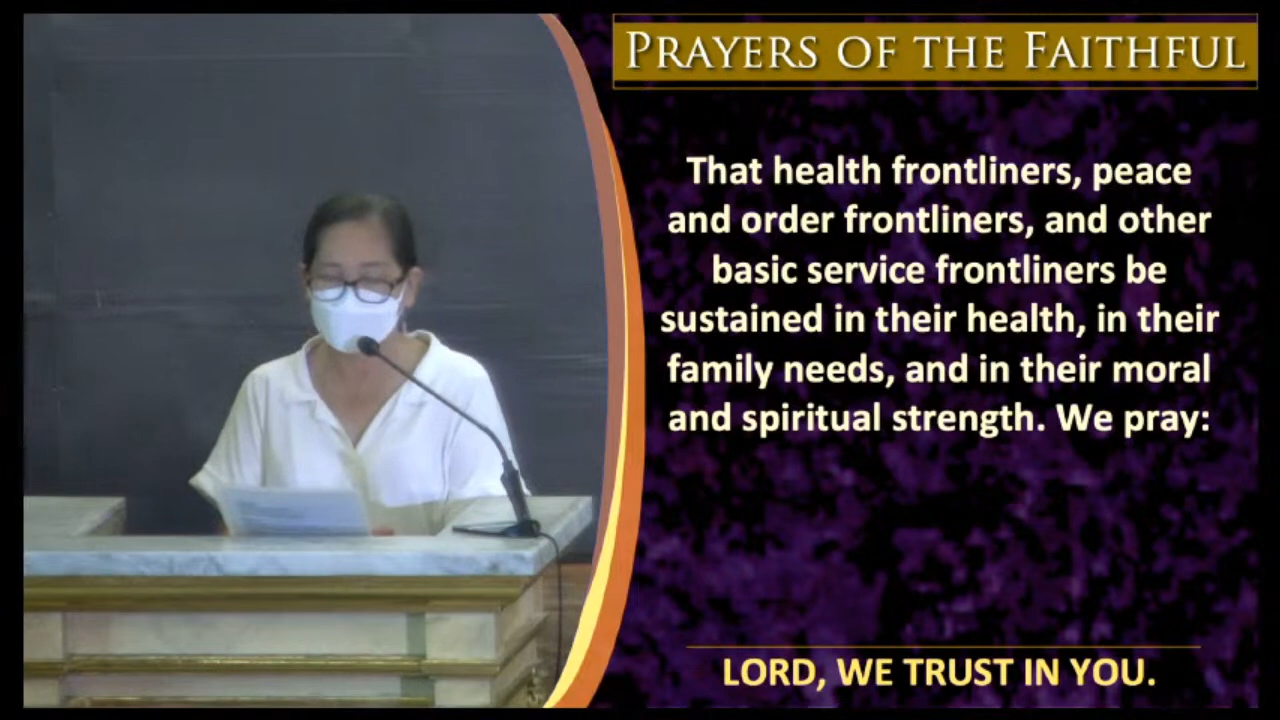 PRAYERS OF THE FAITHFUL
That health frontliners, peace
and order frontliners, and other
basic service frontliners be
sustained in their health, in their
family needs, and in their moral
and spiritual strength. We pray:
LORD, WE TRUST IN YOU.